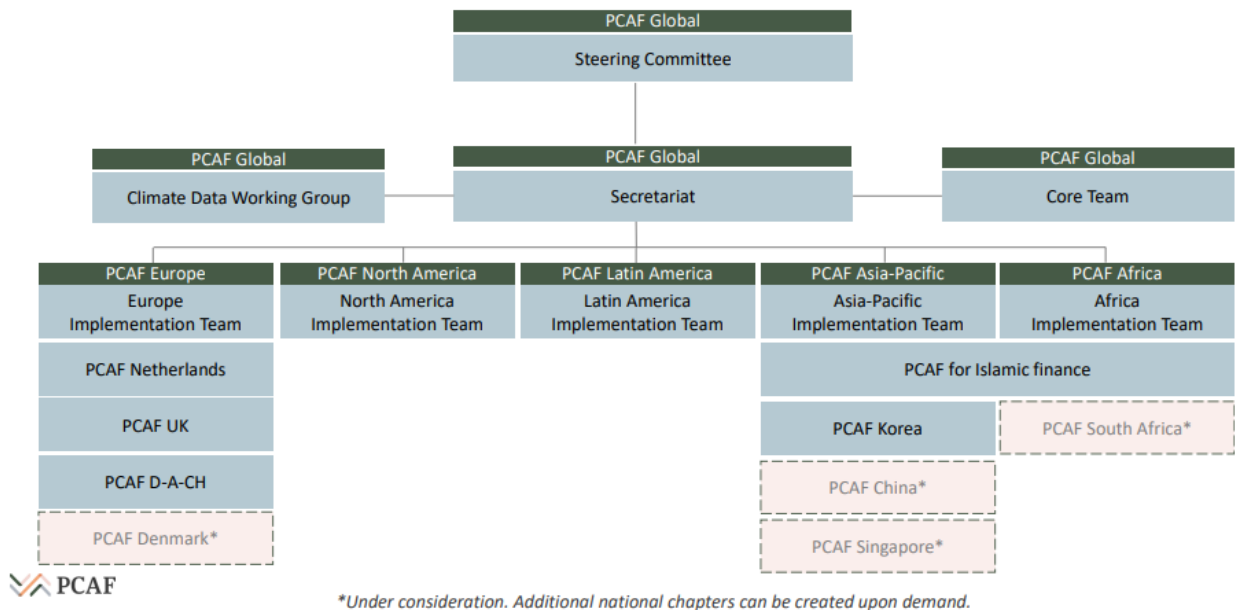 PCAF Global
Steering Committee
PCAF Global
Climate Data Working Group
PCAF Global
Secretariat
PCAF Global
Core Team
PCAF Europe
Europe
Implementation Team
PCAF Netherlands
PCAF UK
PCAF D-A-CH
PCAF Denmark*
PCAF North America
North America
Implementation Team
PCAF Latin America
Latin America
Implementation Team
PCAF Asia-Pacific
Asia-Pacific
Implementation Team
PCAF Africa
Africa
Implementation Team
PCAF for Islamic finance
PCAF Korea
PCAF China*
PCAF Singapore*
PCAF South Africa*
PCAF
*Under consideration. Additional national chapters can be created upon demand.